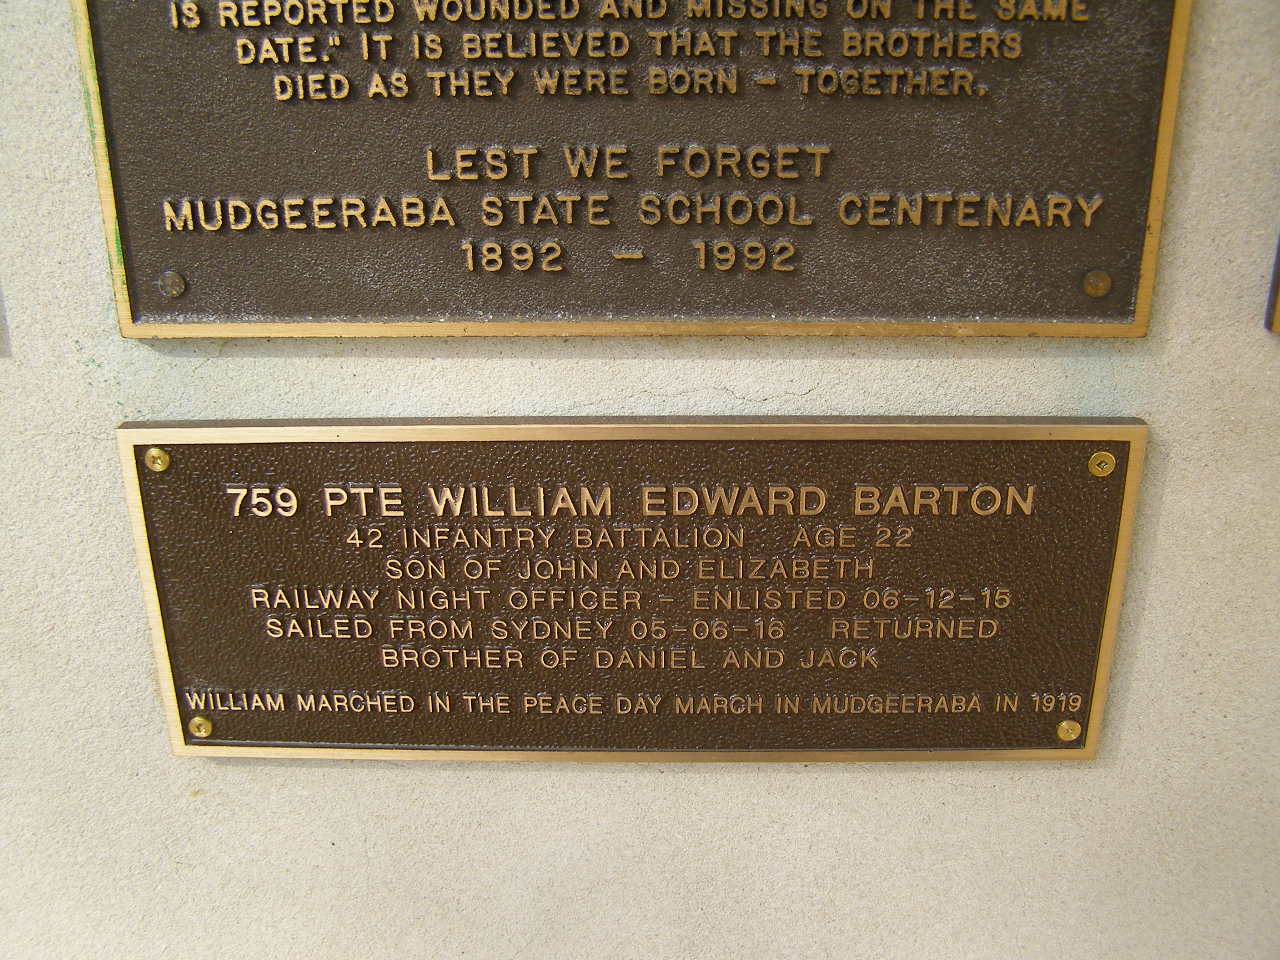 IS REPORTED WOUNDED AND MISSING ON THE SAME
DATE." IT IS BELIEVED THAT THE BROTHERS
DIED AS THEY WERE BORN – TOGETHER.
LEST WE FORGET
MUDGEERABA STATE SCHOOL CENTENARY
1892 – 1992
759 PTE WILLIAM EDWARD BARTON
42 INFANTRY BATTALION AGE 22
SON OF JOHN AND ELIZABETH
RAILWAY NIGHT OFFICER - ENLISTED 06-12-15
SAILED FROM SYDNEY 05-06-16 RETURNED
BROTHER OF DANIEL AND JACK
WILLIAM MARCHED IN THE PEACE DAY MARCH IN MUDGEERABA IN 1919